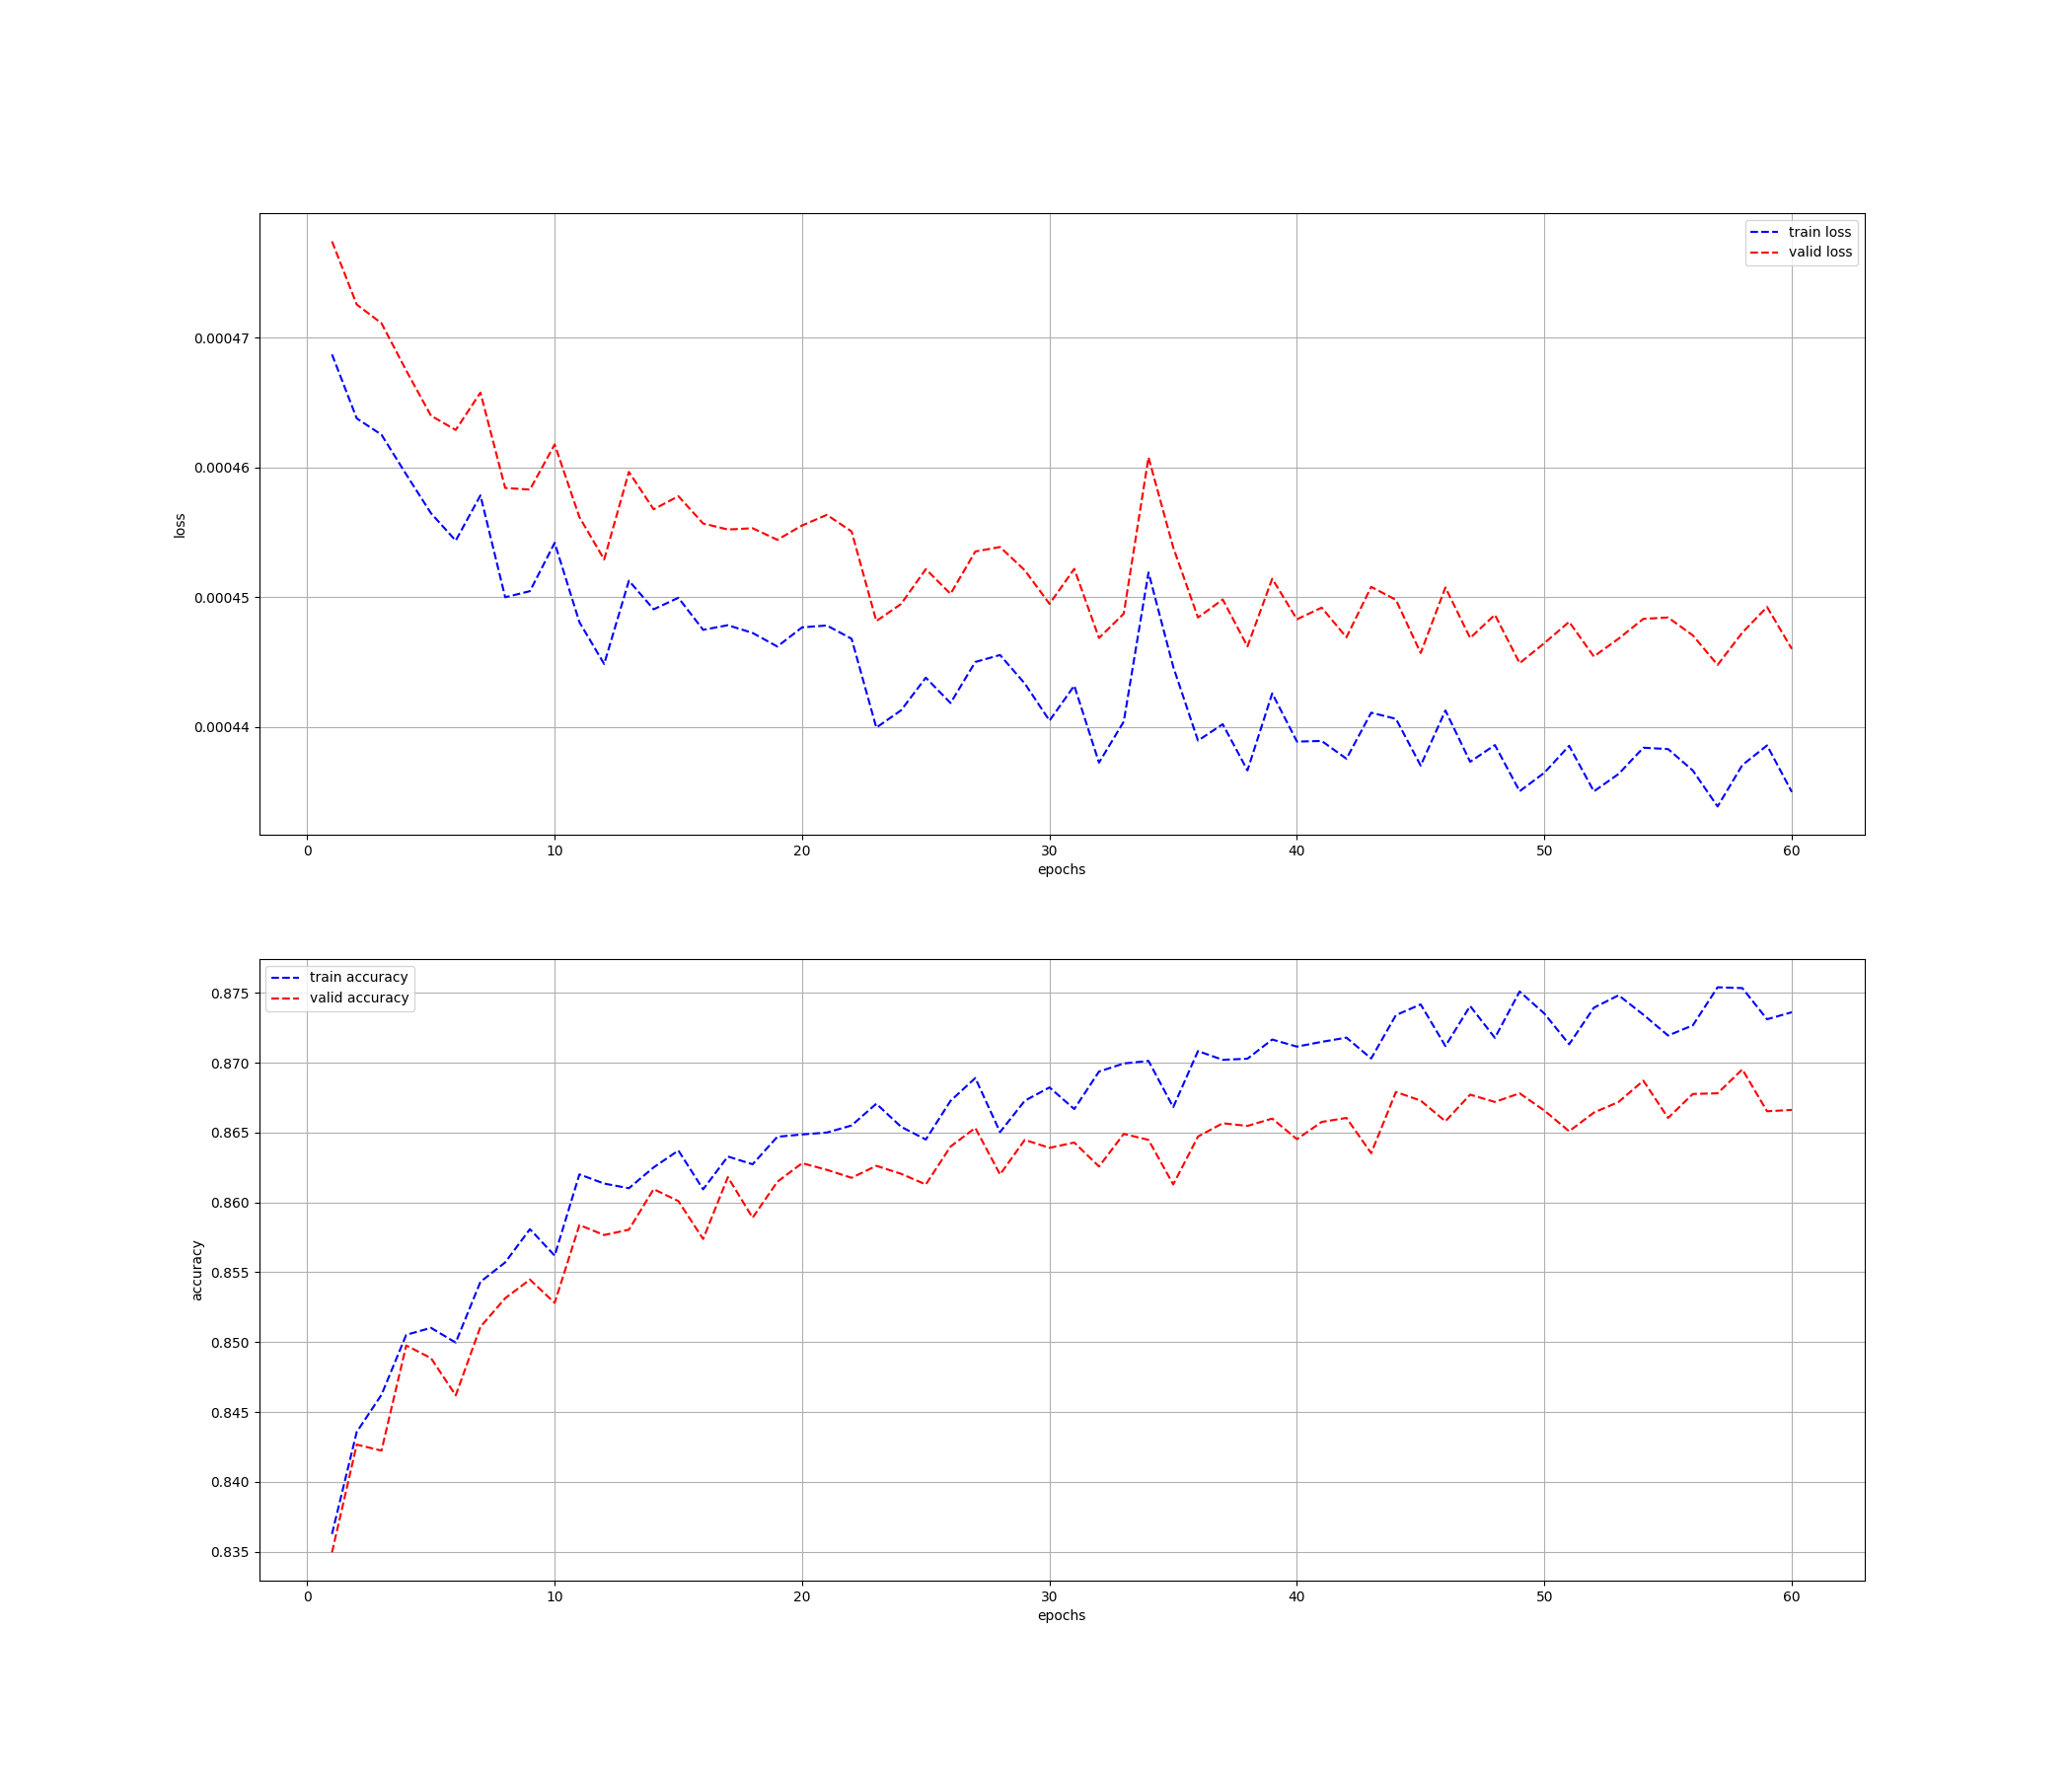 train loss
valid loss
0.00047
0.00046
loss
0.00045
0.00044
0 10 20 30 40 50 60
epochs
train accuracy
valid accuracy
0.875
0.870
0.865
0.860
0.855
accuracy
0.850
0.845
0.840
0.835
0 10 20 30 40 50 60
epochs